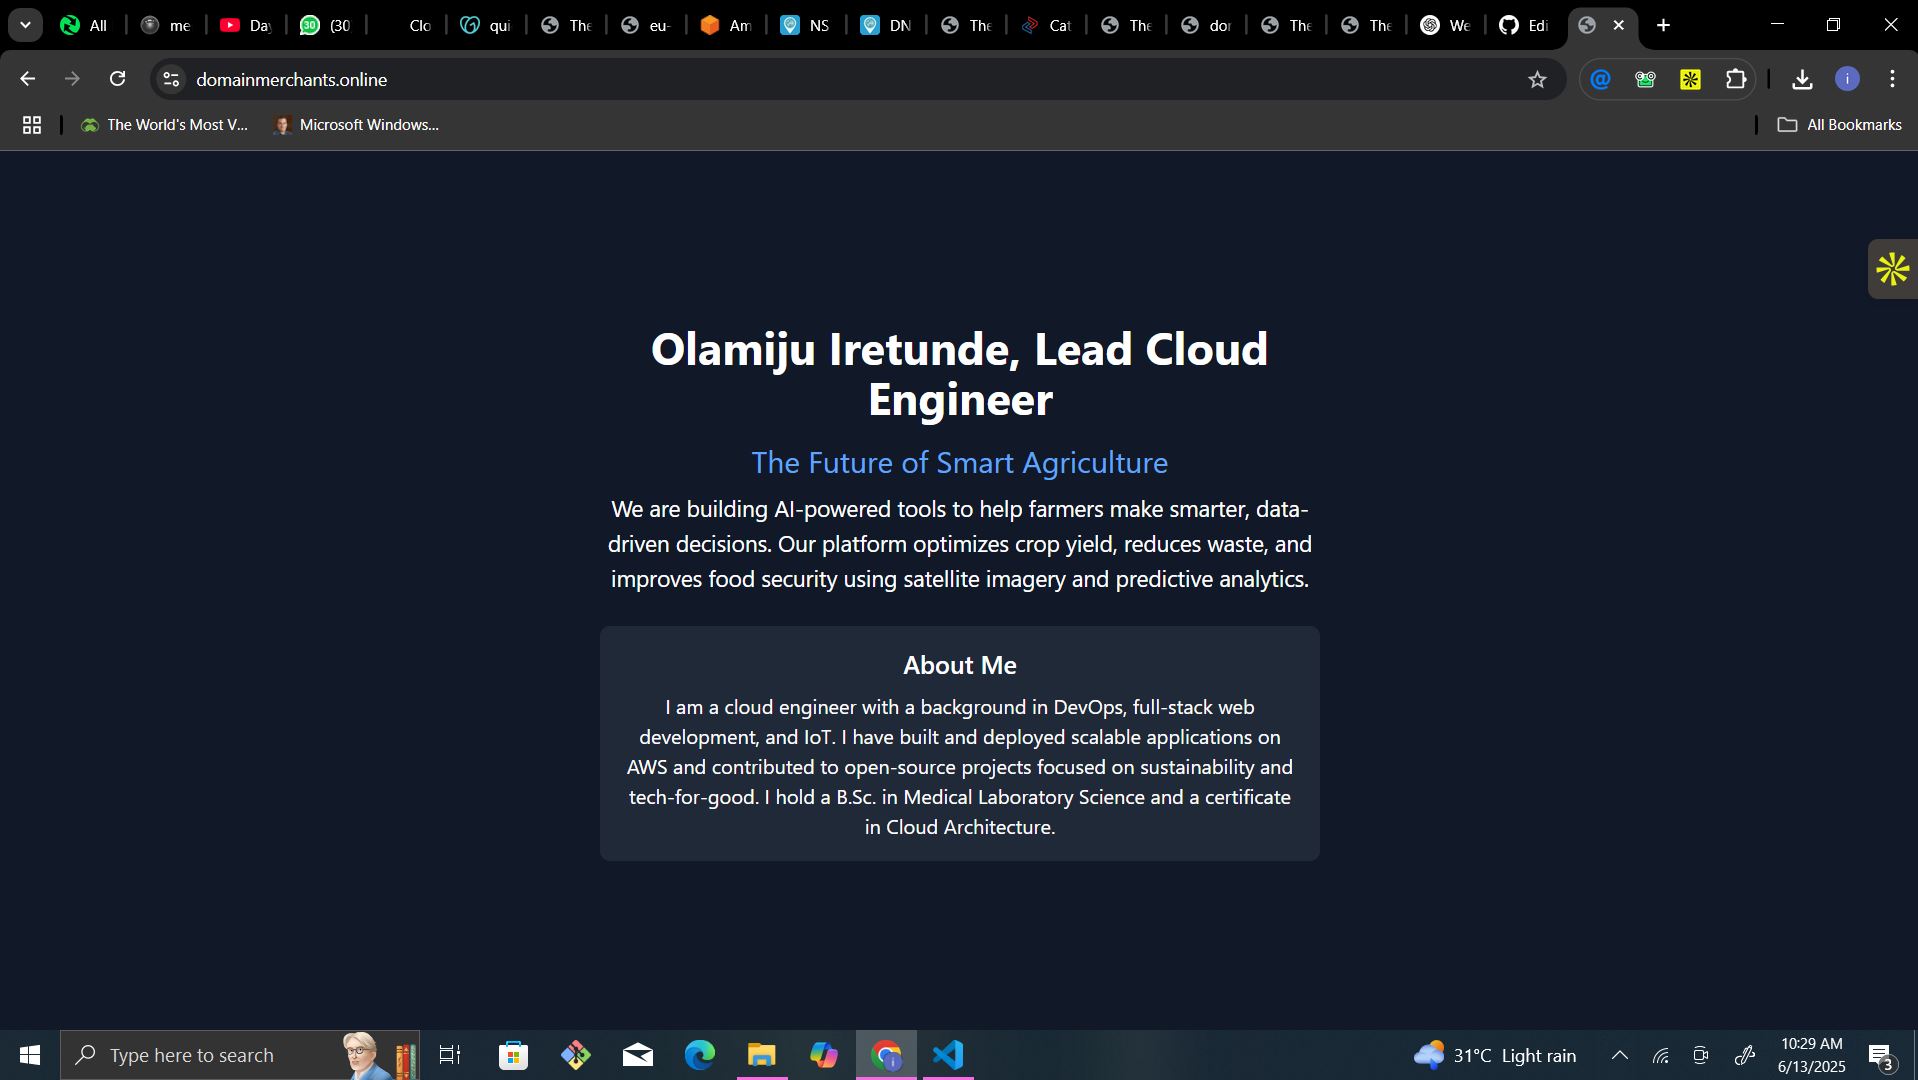 All
me
Day
(30
Clo
qui
The
eu-
Am
NS
DN
The
Cat
The
dor
The
The
We
Edi
domainmerchants.online
The World's Most V...
Microsoft Windows...
All Bookmarks
Olamiju Iretunde, Lead Cloud
Engineer
The Future of Smart Agriculture
We are building AI-powered tools to help farmers make smarter, data-
driven decisions. Our platform optimizes crop yield, reduces waste, and
improves food security using satellite imagery and predictive analytics.
About Me
I am a cloud engineer with a background in DevOps, full-stack web
development, and IoT. I have built and deployed scalable applications on
AWS and contributed to open-source projects focused on sustainability and
tech-for-good. I hold a B.Sc. in Medical Laboratory Science and a certificate
in Cloud Architecture.
Type here to search
31°C Light rain
10:29 AM
6/13/2025
3